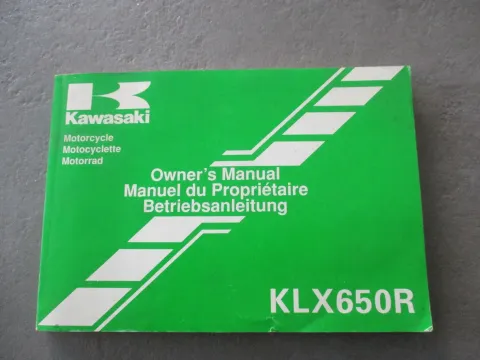 Kawasaki
Motorcycle
Motocyclette
Motorrad
Owner's Manual
Manuel du Propriétaire
Betriebsanleitung
KLX650R